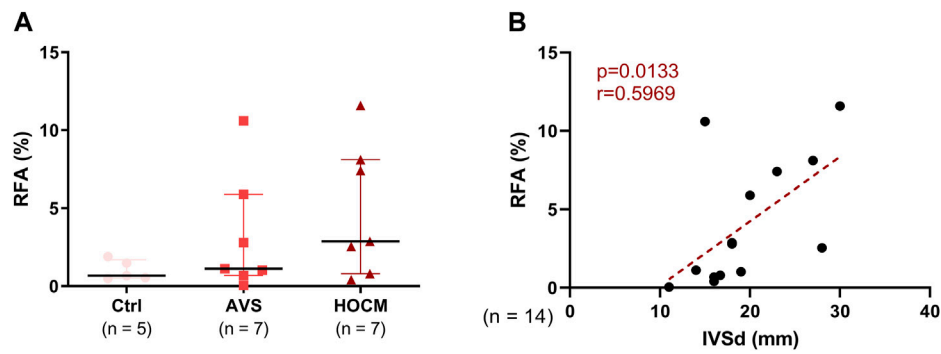 A
RFA (%)
15
10
5
0
Ctrl
AVS
HOCM
(n = 5)
(n = 7)
(n = 7)
B
RFA (%)
15
10
5
0
p=0.0133
r=0.5969
0
10
20
30
40
(n = 14)
IVSd (mm)